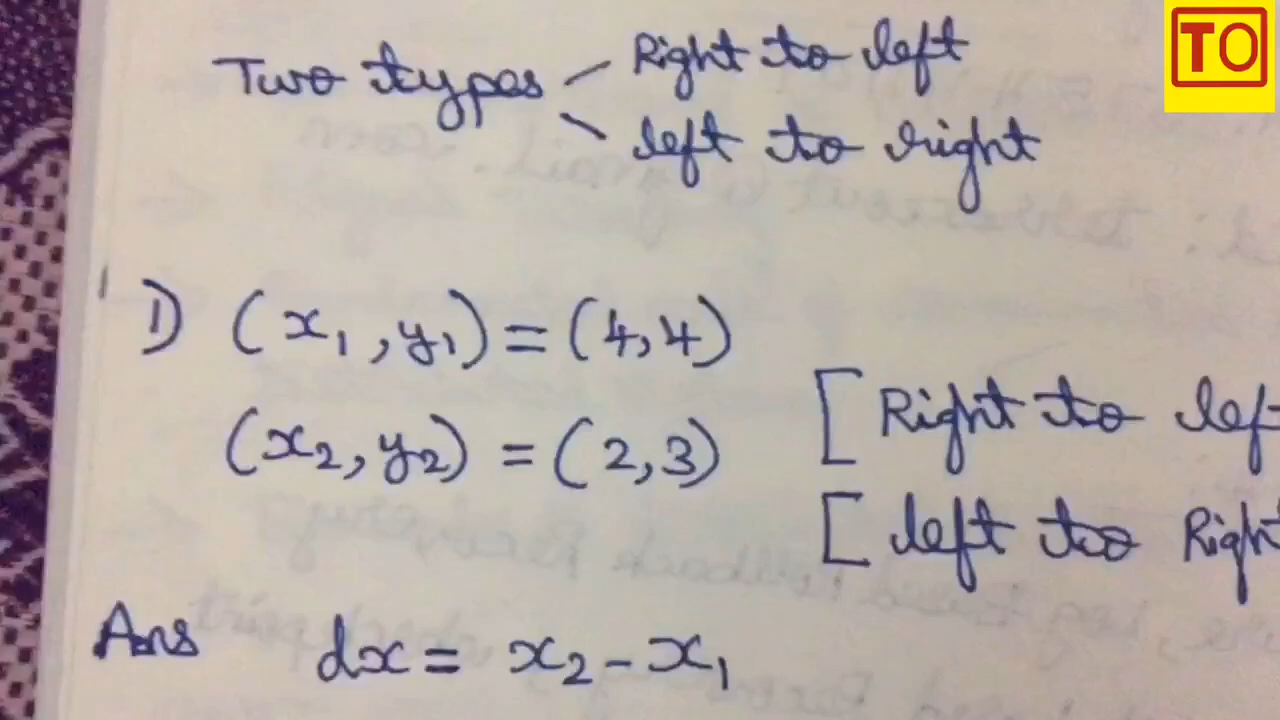 TO
Two types Right to left
left to right
1) (x₁, y₁) = (4,4)
(x₂, y₂) = (2,3)
[Right to lef
[left to Right
Ans dx = x₂ - x₁